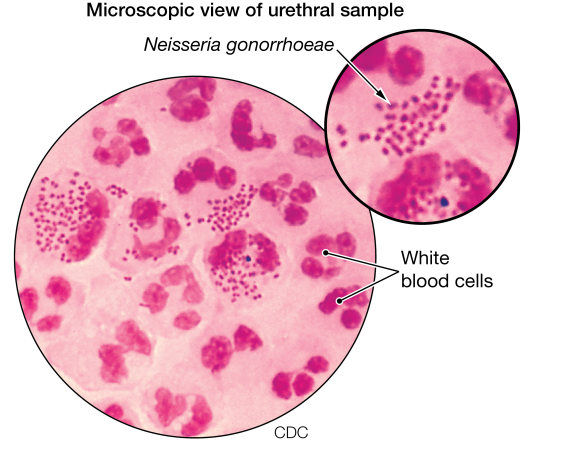 Microscopic view of urethral sample
Neisseria gonorrhoeae
White
blood cells
CDC